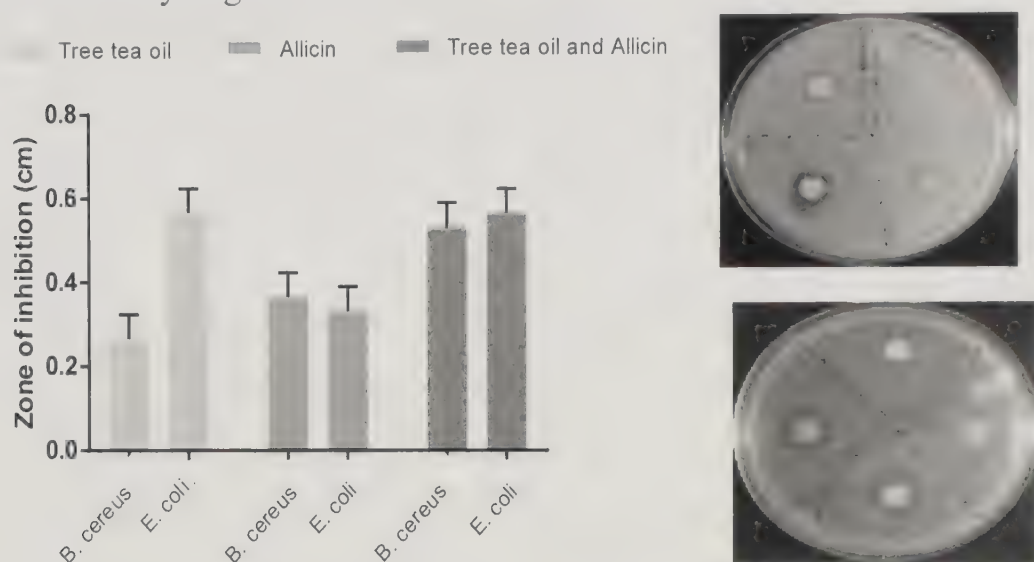 Tree tea oil Allicin Tree tea oil and Allicin
Zone of inhibition (cm)
0.8
0.6
0.4
0.2
0.0
B. cereus
E. coli.
B. cereus
E. coli
B. cereus
E. coli